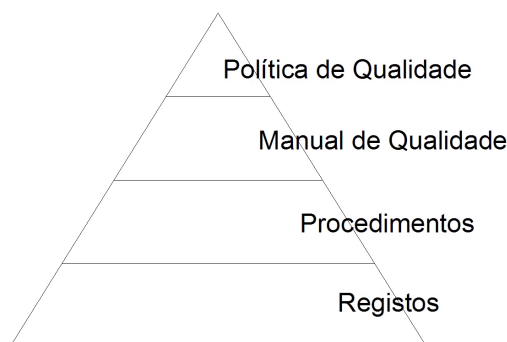 Política de Qualidade
Manual de Qualidade
Procedimentos
Registos